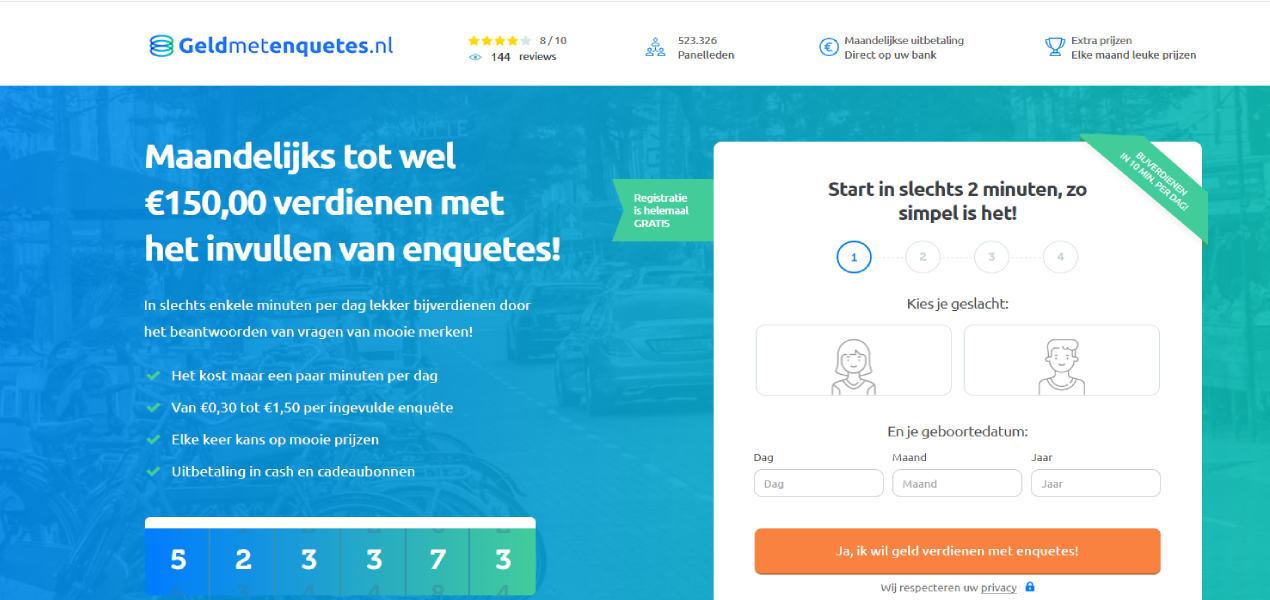 Geldmetenquetes.nl
8 / 10
144 reviews
523.326
Panelleden
Maandelijkse uitbetaling
Direct op uw bank
Extra prijzen
Elke maand leuke prijzen
Maandelijks tot wel
€150,00 verdienen met
het invullen van enquetes!
In slechts enkele minuten per dag lekker bijverdienen door
het beantwoorden van vragen van mooie merken!
Het kost maar een paar minuten per dag
Van €0,30 tot €1,50 per ingevulde enquête
Elke keer kans op mooie prijzen
Uitbetaling in cash en cadeaubonnen
5 2 3 3 7 3
Registratie
is helemaal
GRATIS
BIJVERDIENEN
IN 10 MIN. PER DAG!
Start in slechts 2 minuten, zo
simpel is het!
1 2 3 4
Kies je geslacht:
En je geboortedatum:
Dag Maand Jaar
Dag Maand Jaar
Ja, ik wil geld verdienen met enquetes!
Wij respecteren uw privacy